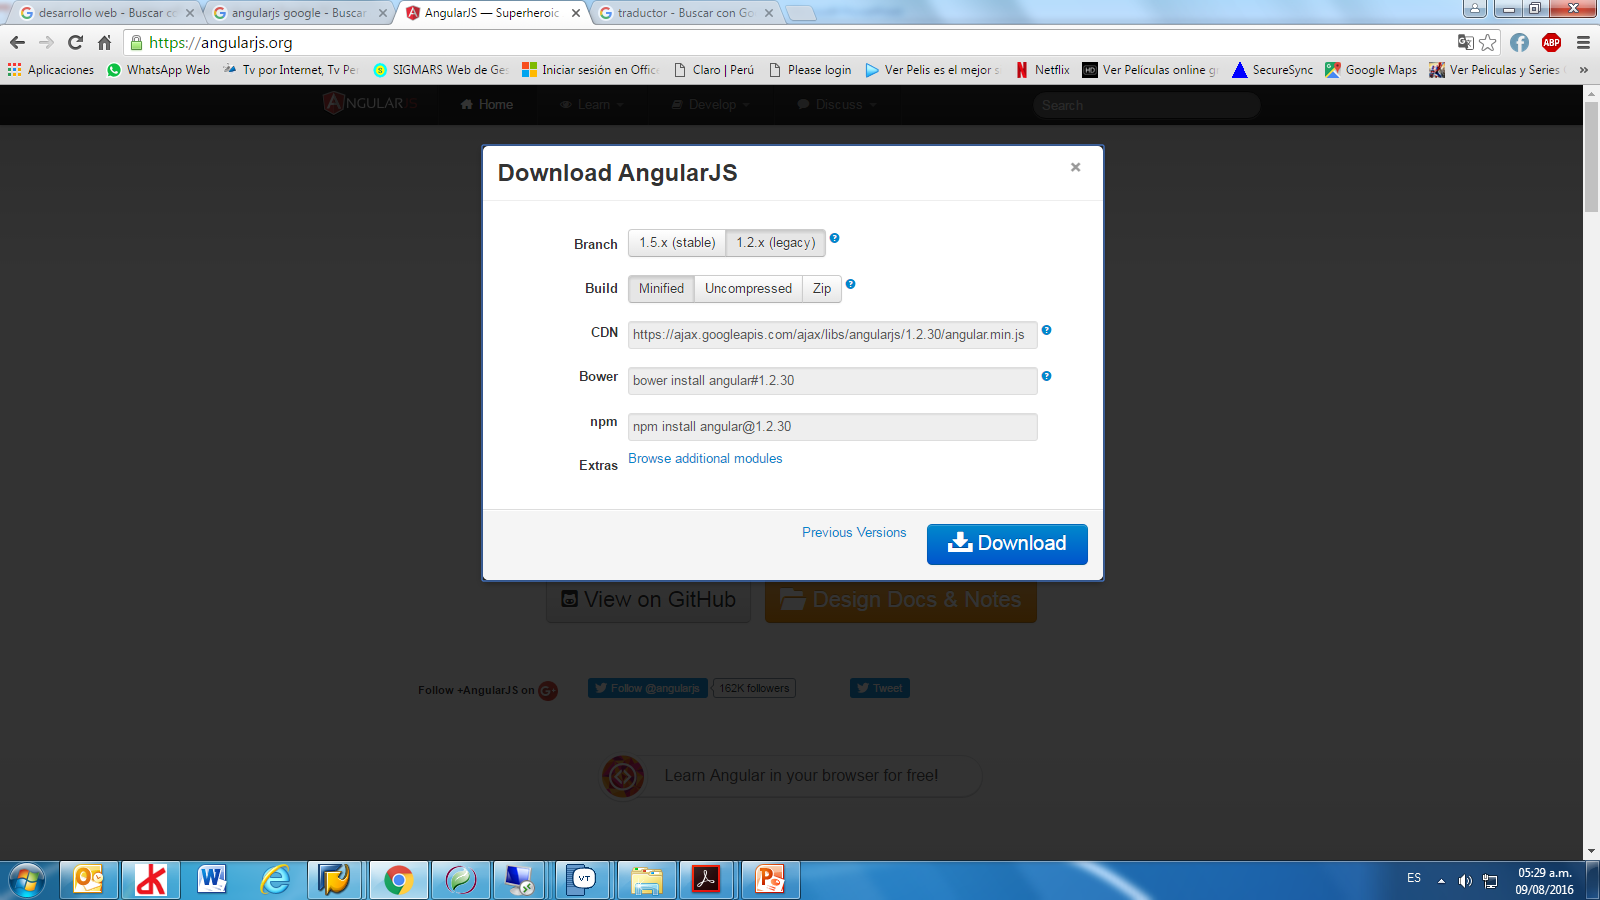 desarrollo web - Buscar c
angularjs google - Buscar
AngularJS — Superheroic
traductor - Buscar con Go
https://angularjs.org
Aplicaciones
WhatsApp Web
Tv por Internet, Tv Pe
SIGMARS Web de Ge
Iniciar sesión en Offic
Claro | Perú
Please login
Ver Pelis es el mejor s
Netflix
Ver Películas online g
SecureSync
Google Maps
Ver Peliculas y Series
»
ANGULARJS
Home
Learn
Develop
Discuss
Search
Download AngularJS
×
Branch
1.5.x (stable)
1.2.x (legacy)
Build
Minified
Uncompressed
Zip
CDN
https://ajax.googleapis.com/ajax/libs/angularjs/1.2.30/angular.min.js
Bower
bower install angular#1.2.30
npm
npm install angular@1.2.30
Extras
Browse additional modules
Previous Versions
Download
View on GitHub
Design Docs & Notes
Follow +AngularJS on
Follow @angularjs
162K followers
Tweet
Learn Angular in your browser for free!
ES
05:29 a.m.
09/08/2016